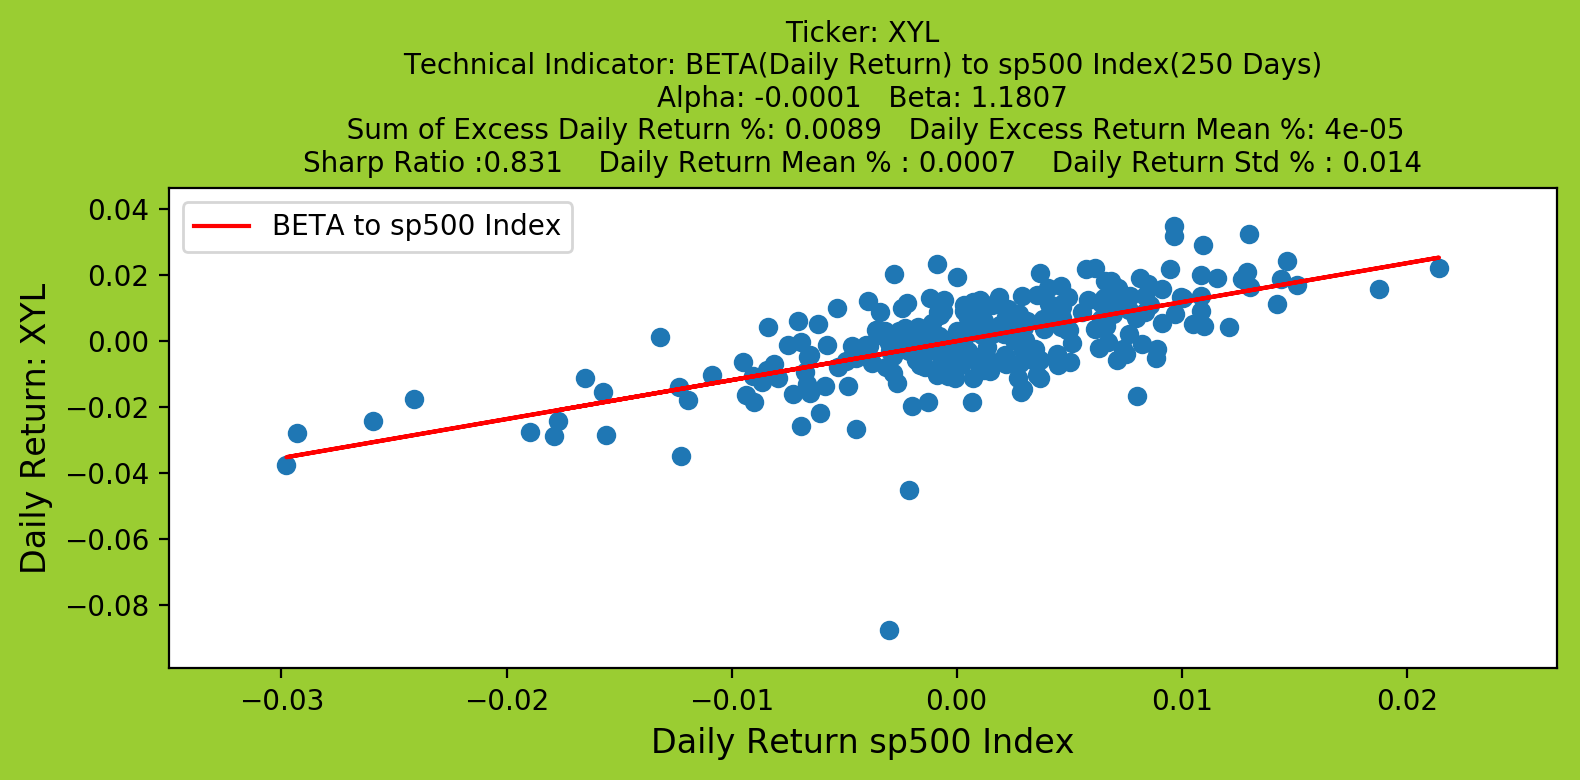 Ticker: XYL
Technical Indicator: BETA(Daily Return) to sp500 Index(250 Days)
Alpha: -0.0001 Beta: 1.1807
Sum of Excess Daily Return %: 0.0089 Daily Excess Return Mean %: 4e-05
Sharp Ratio :0.831 Daily Return Mean % : 0.0007 Daily Return Std % : 0.014
BETA to sp500 Index
Daily Return: XYL
0.04
0.02
0.00
−0.02
−0.04
−0.06
−0.08
−0.03 −0.02 −0.01 0.00 0.01 0.02
Daily Return sp500 Index